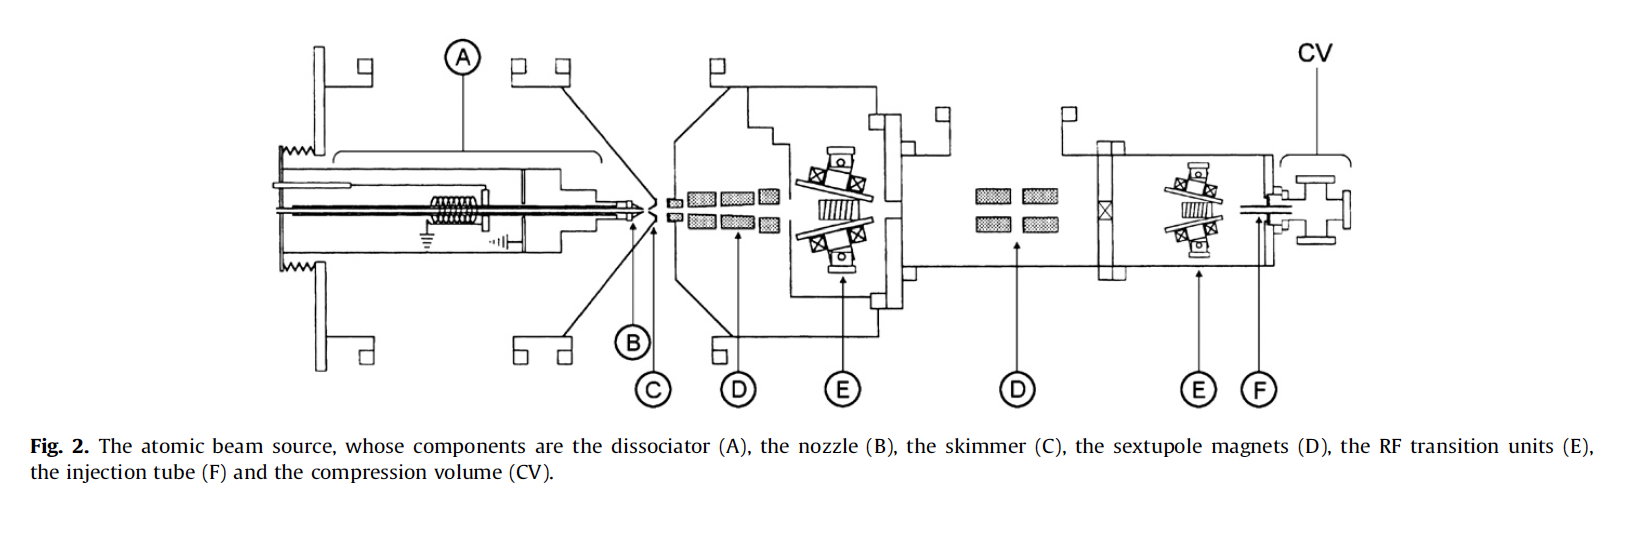 A
CV
B
C
D
E
D
E
F
Fig. 2. The atomic beam source, whose components are the dissociator (A), the nozzle (B), the skimmer (C), the sextupole magnets (D), the RF transition units (E),
the injection tube (F) and the compression volume (CV).